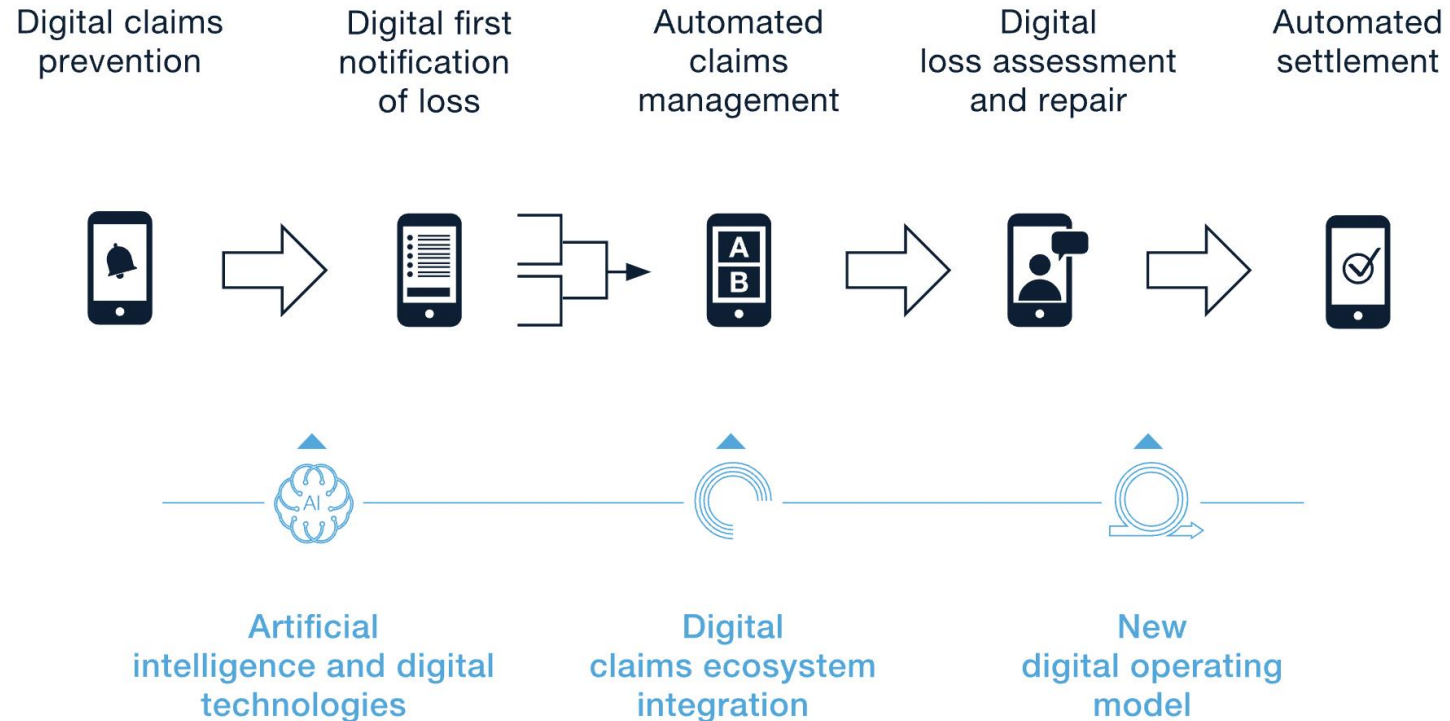 Digital claims
prevention
Digital first
notification
of loss
Automated
claims
management
Digital
loss assessment
and repair
Automated
settlement
A
B
AI
Artificial
intelligence and digital
technologies
Digital
claims ecosystem
integration
New
digital operating
model